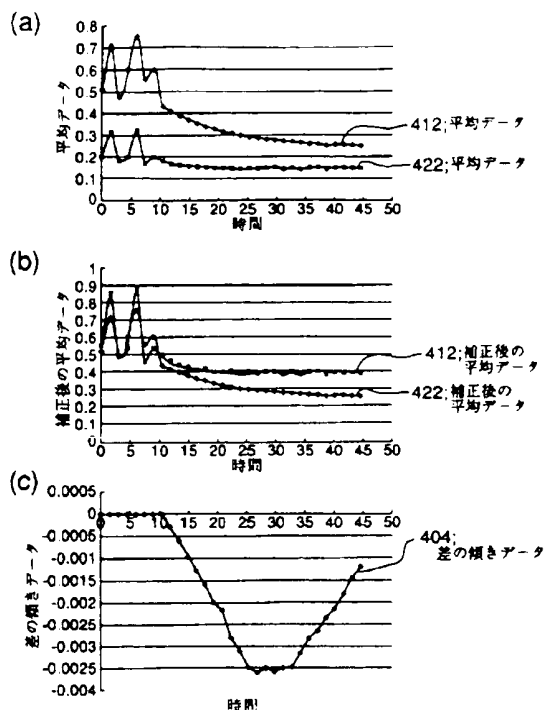 (a)
平均データ
0.8
0.7
0.6
0.5
0.4
0.3
0.2
0.1
0 5 10 15 20 25 30 35 40 45 50
時間
412;平均データ
422;平均データ
(b)
補正後の平均データ
1
0.9
0.8
0.7
0.6
0.5
0.4
0.3
0.2
0.1
0
0 5 10 15 20 25 30 35 40 45 50
時間
412;補正後の
平均データ
422;補正後の
平均データ
(c)
差の傾きデータ
0.0005
0
-0.0005
-0.001
-0.0015
-0.002
-0.0025
-0.003
-0.0025
-0.004
5 10 15 20 25 30 35 40 45 50
時間
404;
差の傾きデータ